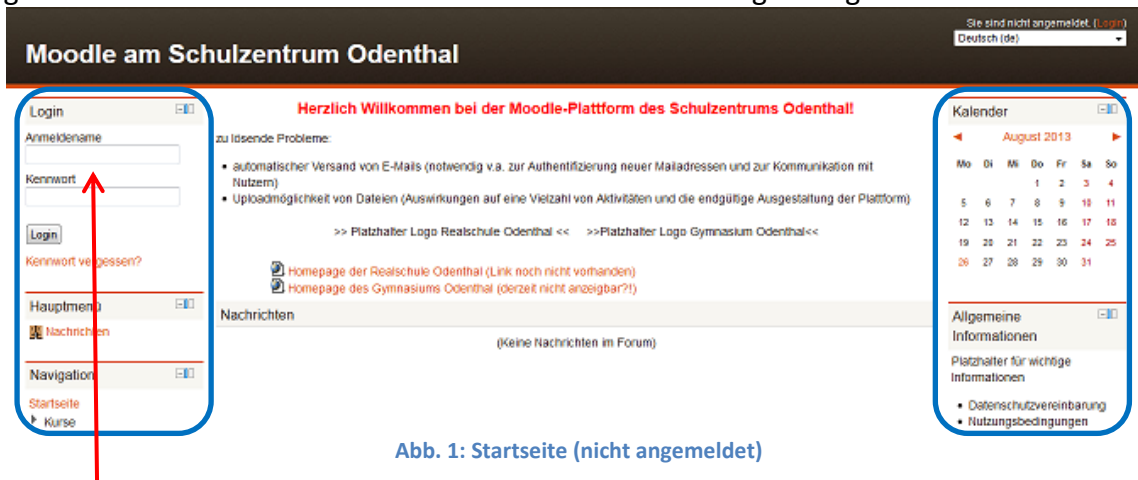 Sie sind nicht angemeldet. (Login)
Deutsch (de)
Moodle am Schulzentrum Odenthal
Login
Anmeldename
Kennwort
Login
Kennwort vergessen?
Hauptmenü
Nachrichten
Navigation
Startseite
Kurse
Herzlich Willkommen bei der Moodle-Plattform des Schulzentrums Odenthal!
zu lösende Probleme:
• automatischer Versand von E-Mails (notwendig v.a. zur Authentifizierung neuer Mailadressen und zur Kommunikation mit
Nutzern)
• Uploadmöglichkeit von Dateien (Auswirkungen auf eine Vielzahl von Aktivitäten und die endgültige Ausgestaltung der Plattform)
>> Platzhalter Logo Realschule Odenthal << >>Platzhalter Logo Gymnasium Odenthal<<
Homepage der Realschule Odenthal (Link noch nicht vorhanden)
Homepage des Gymnasiums Odenthal (derzeit nicht anzeigbar?!)
Nachrichten
(Keine Nachrichten im Forum)
Kalender
◄ August 2013 ►
Mo Di Mi Do Fr Sa So
1 2 3 4
5 6 7 8 9 10 11
12 13 14 15 16 17 18
19 20 21 22 23 24 25
26 27 28 29 30 31
Allgemeine
Informationen
Platzhalter für wichtige
Informationen
• Datenschutzvereinbarung
• Nutzungsbedingungen
Abb. 1: Startseite (nicht angemeldet)